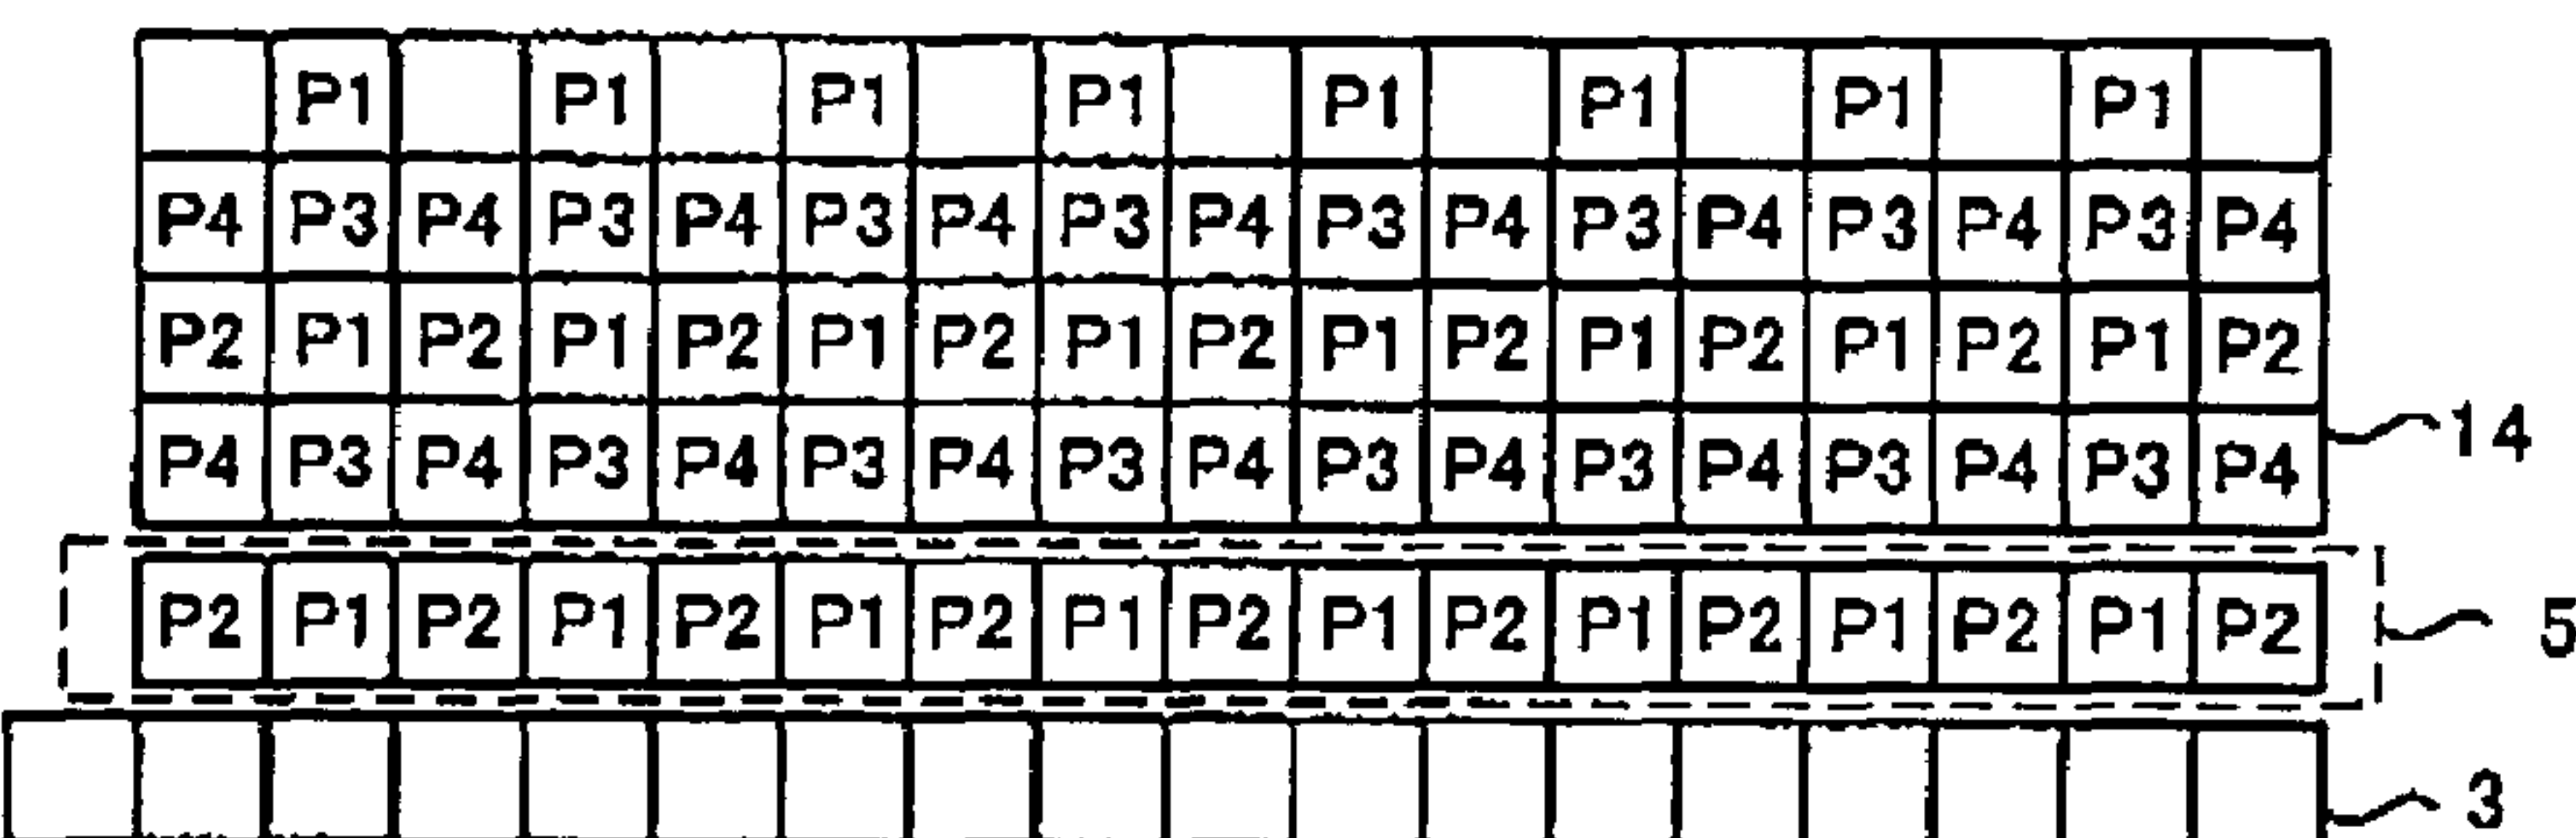 P1 P1 P1 P1 P1 P1 P1 P1
P4 P3 P4 P3 P4 P3 P4 P3 P4 P3 P4 P3 P4 P3 P4 P3 P4
P2 P1 P2 P1 P2 P1 P2 P1 P2 P1 P2 P1 P2 P1 P2 P1 P2
P4 P3 P4 P3 P4 P3 P4 P3 P4 P3 P4 P3 P4 P3 P4 P3 P4 14
P2 P1 P2 P1 P2 P1 P2 P1 P2 P1 P2 P1 P2 P1 P2 P1 P2 5
3